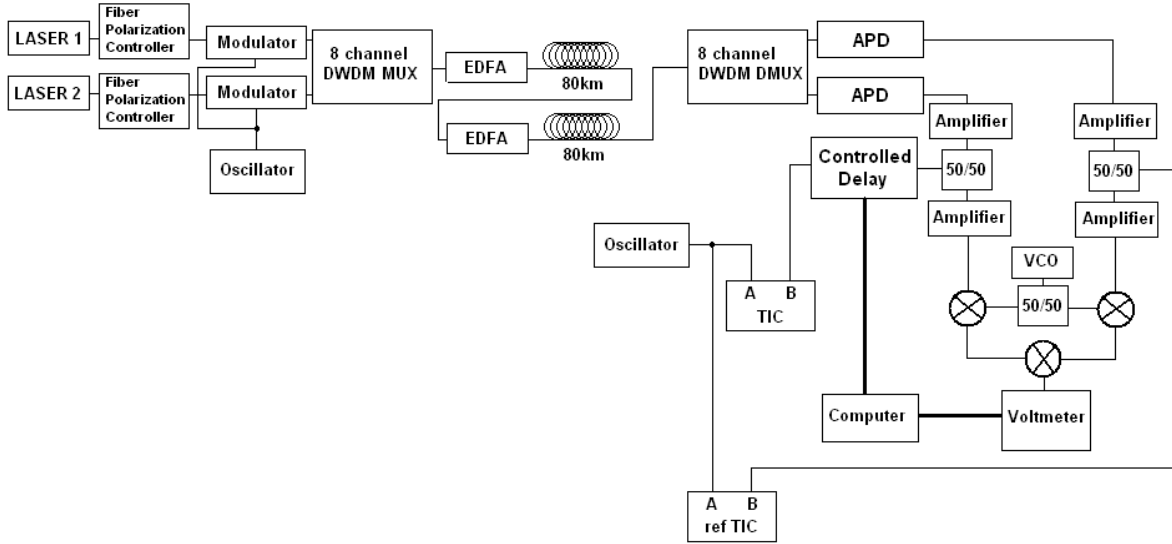 LASER 1
Fiber
Polarization
Controller
Modulator
LASER 2
Fiber
Polarization
Controller
Modulator
Oscillator
8 channel
DWDM MUX
EDFA
80km
EDFA
80km
8 channel
DWDM DMUX
APD
APD
Amplifier
Amplifier
Controlled
Delay
50/50
50/50
Amplifier
Amplifier
Oscillator
VCO
50/50
A B
TIC
Computer
Voltmeter
A B
ref TIC